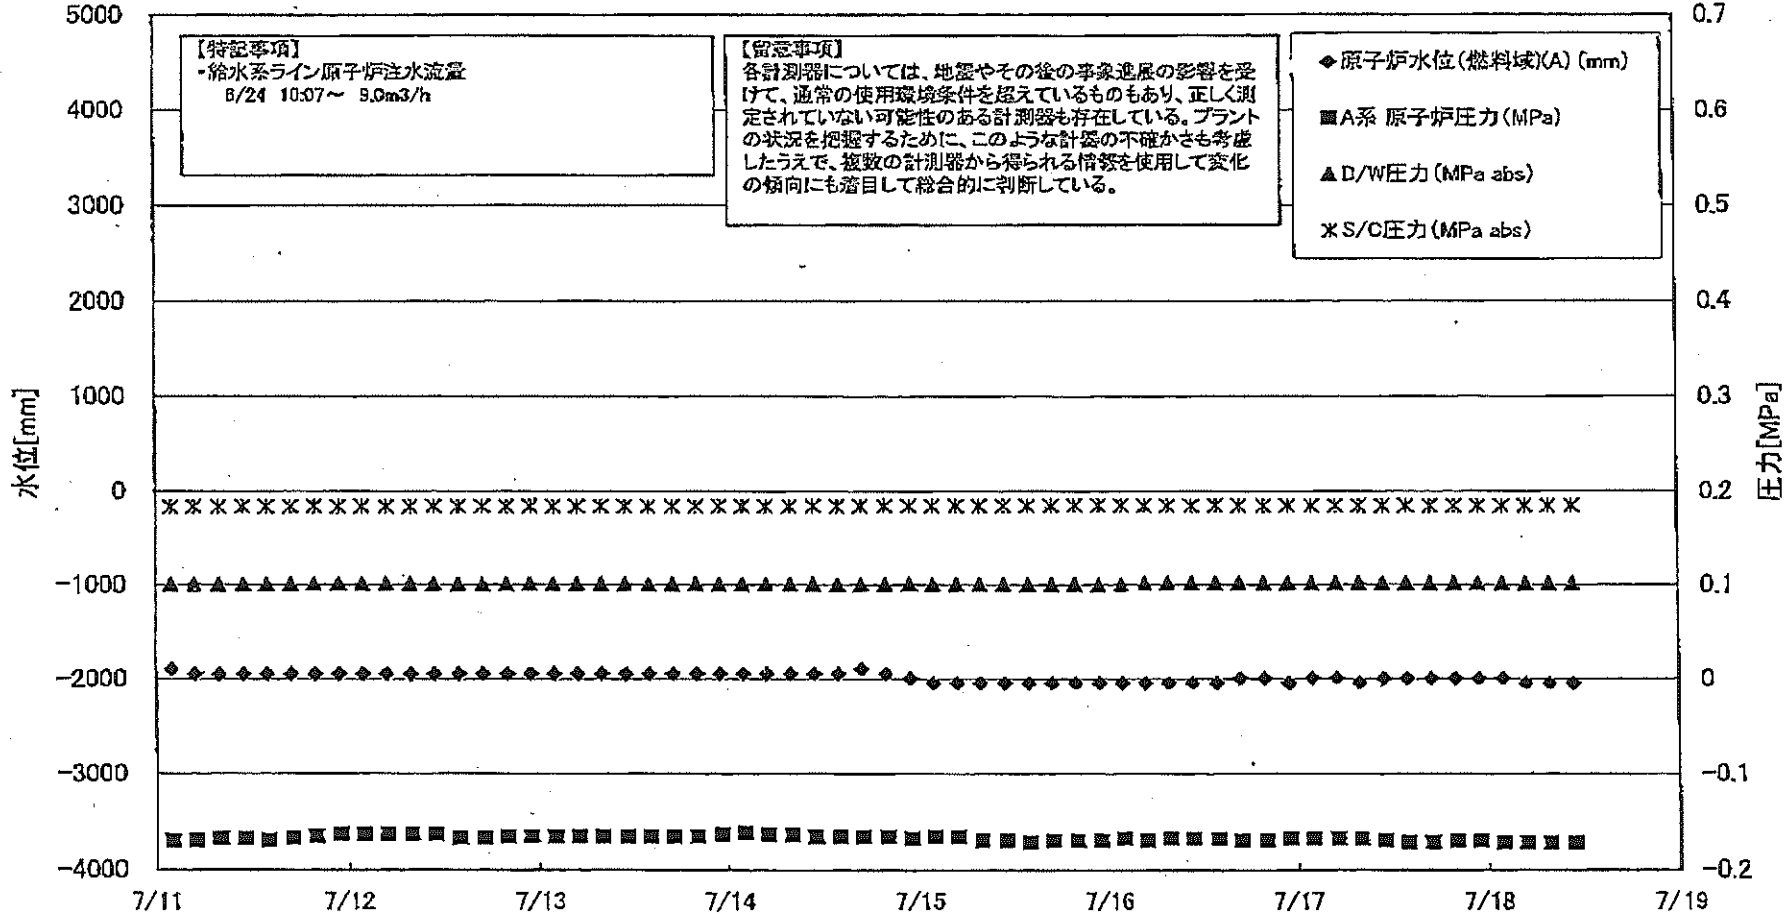 【特記事項】
・給水系ライン原子炉注水流量
6/24 10:07～ 9.0m3/h
【留意事項】
各計測器については、地震やその後の事象進展の影響を受
けて、通常の使用環境条件を超えているものもあり、正しく測
定されていない可能性のある計測器も存在している。プラント
の状況を把握するために、このような計器の不確かさも考慮
したうえで、複数の計測器から得られる情報を使用して変化
の傾向にも着目して総合的に判断している。
原子炉水位(燃料域)(A) (mm)
A系 原子炉圧力(MPa)
D/W圧力(MPa abs)
S/C圧力(MPa abs)
水位[mm]
5000
4000
3000
2000
1000
0
-1000
-2000
-3000
-4000
圧力[MPa]
0.7
0.6
0.5
0.4
0.3
0.2
0.1
0
-0.1
-0.2
7/11 7/12 7/13 7/14 7/15 7/16 7/17 7/18 7/19